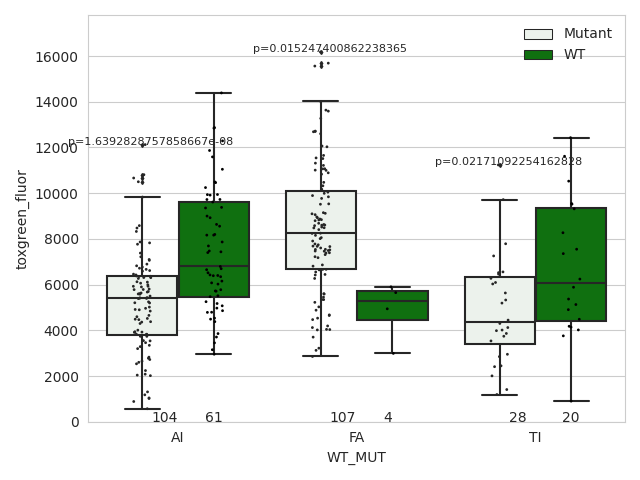 Mutant
WT
p=0.015247400862238365
p=1.6392828757858667e-08
p=0.02171092254162828
16000
14000
12000
10000
8000
6000
4000
2000
0
toxgreen_fluor
104 61 107 4 28 20
AI FA TI
WT_MUT